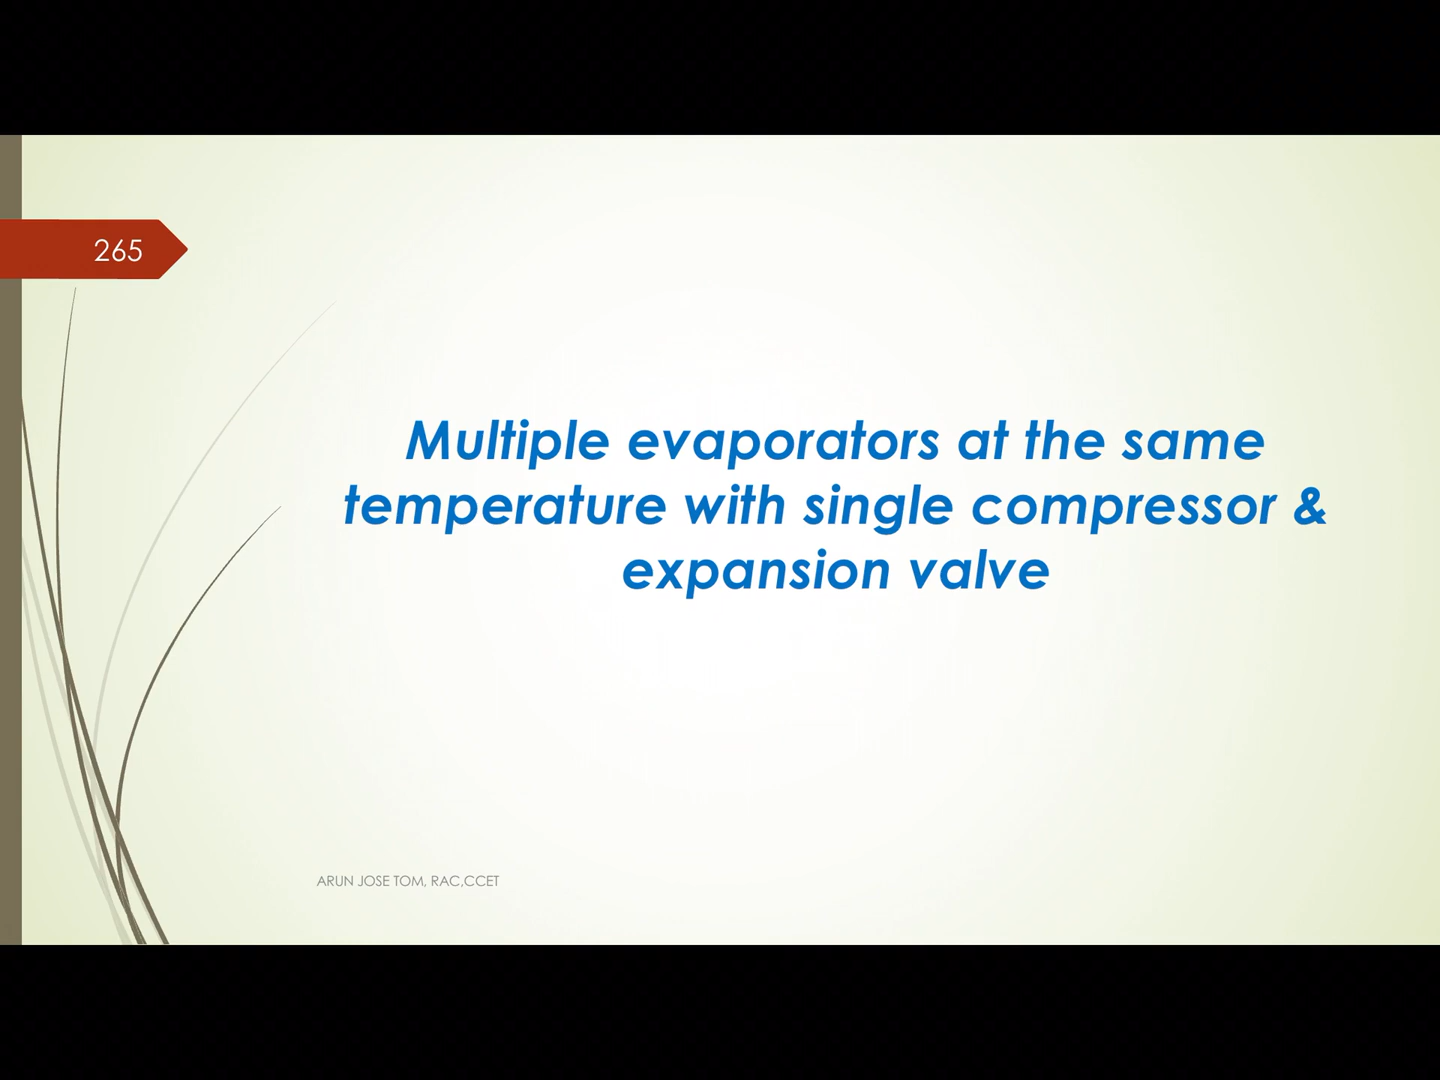 265
Multiple evaporators at the same
temperature with single compressor &
expansion valve
ARUN JOSE TOM, RAC,CCET